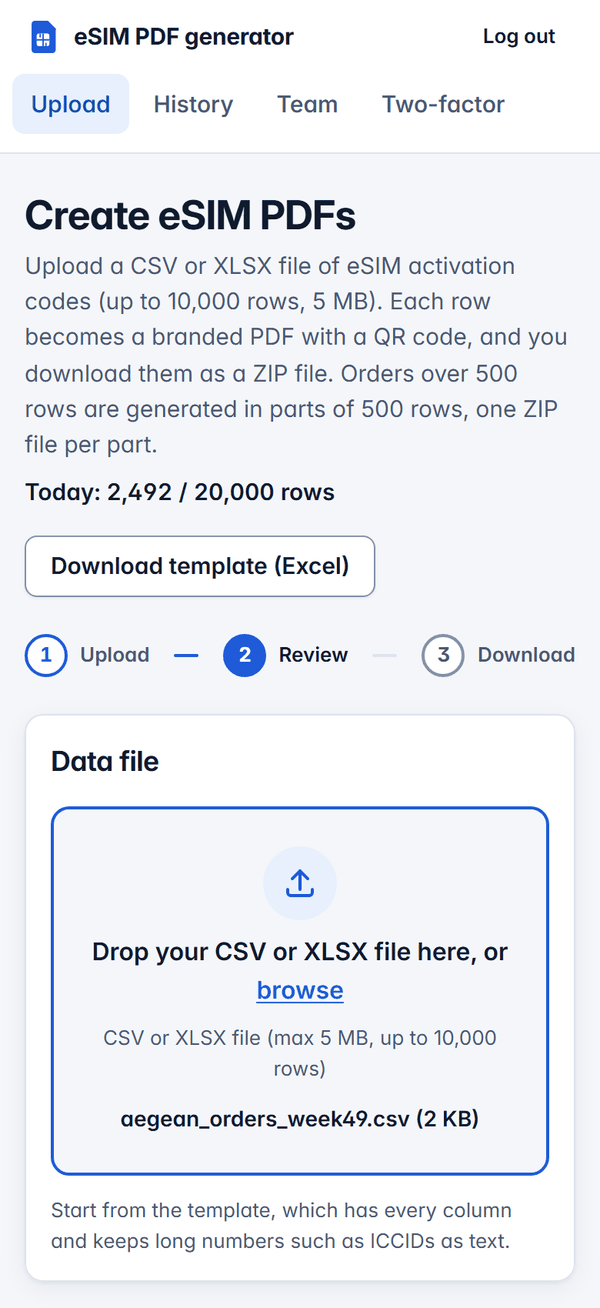 eSIM PDF generator
Log out
Upload
History
Team
Two-factor
Create eSIM PDFs
Upload a CSV or XLSX file of eSIM activation
codes (up to 10,000 rows, 5 MB). Each row
becomes a branded PDF with a QR code, and you
download them as a ZIP file. Orders over 500
rows are generated in parts of 500 rows, one ZIP
file per part.
Today: 2,492 / 20,000 rows
Download template (Excel)
1 Upload
2 Review
3 Download
Data file
Drop your CSV or XLSX file here, or
browse
CSV or XLSX file (max 5 MB, up to 10,000
rows)
aegean_orders_week49.csv (2 KB)
Start from the template, which has every column
and keeps long numbers such as ICCIDs as text.